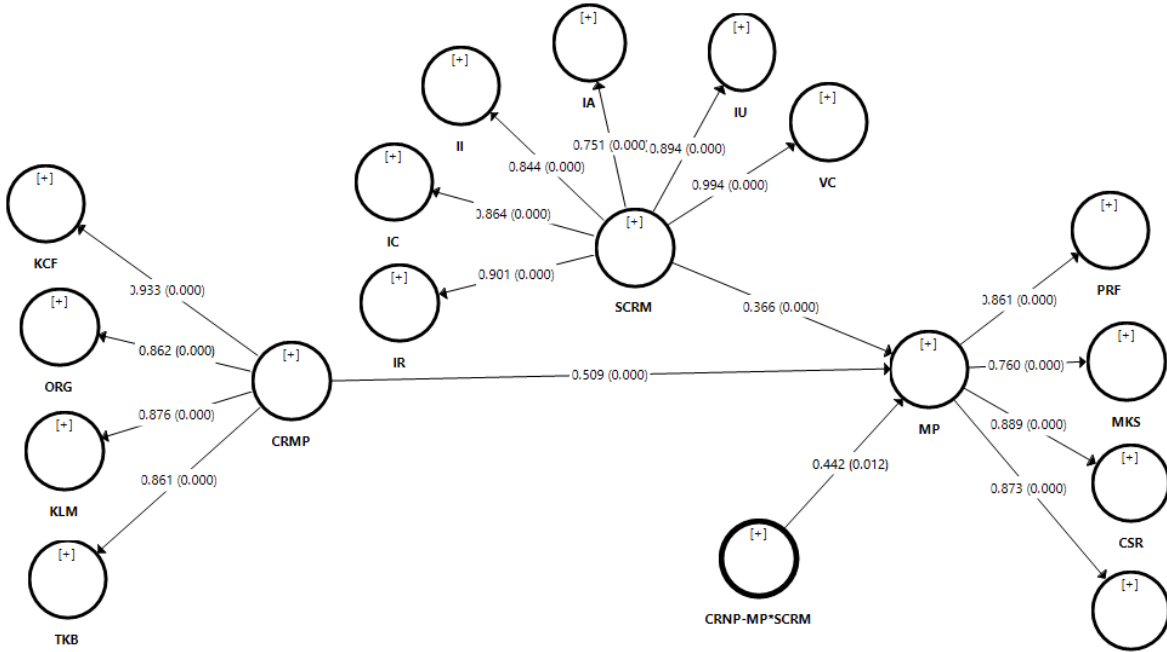 [+]
IA
[+]
IU
[+]
II
[+]
VC
[+]
IC
[+]
IR
[+]
SCRM
0.751 (0.000)
0.894 (0.000)
0.844 (0.000)
0.994 (0.000)
0.864 (0.000)
0.901 (0.000)
0.366 (0.000)
[+]
KCF
[+]
ORG
[+]
KLM
[+]
TKB
0.933 (0.000)
0.862 (0.000)
0.876 (0.000)
0.861 (0.000)
[+]
CRMP
0.509 (0.000)
[+]
MP
0.442 (0.012)
[+]
CRNP-MP*SCRM
0.861 (0.000)
0.760 (0.000)
0.889 (0.000)
0.873 (0.000)
[+]
PRF
[+]
MKS
[+]
CSR
[+]